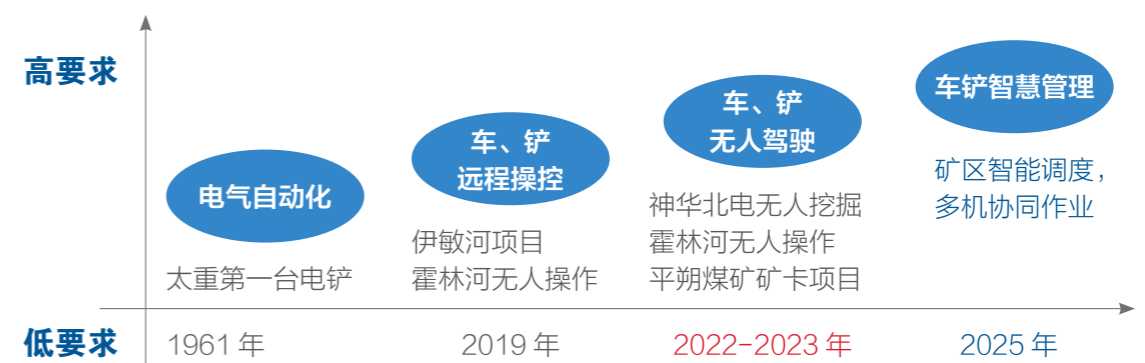 高要求
电气自动化
太重第一台电铲
车、铲
远程操控
伊敏河项目
霍林河无人操作
车、铲
无人驾驶
神华北电无人挖掘
霍林河无人操作
平朔煤矿矿卡项目
车铲智慧管理
矿区智能调度，
多机协同作业
低要求
1961 年
2019 年
2022-2023 年
2025 年